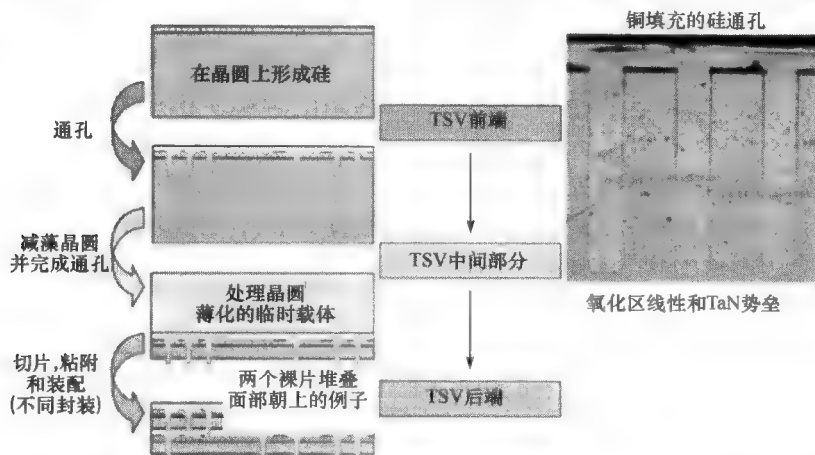 铜填充的硅通孔
在晶圆上形成硅
通孔
TSV前端
减藻晶圆
并完成通孔
TSV中间部分
处理晶圆
薄化的临时载体
氧化区线性和TaN势垒
切片,粘附
和装配
(不同封装)
两个裸片堆叠
面部朝上的例子
TSV后端